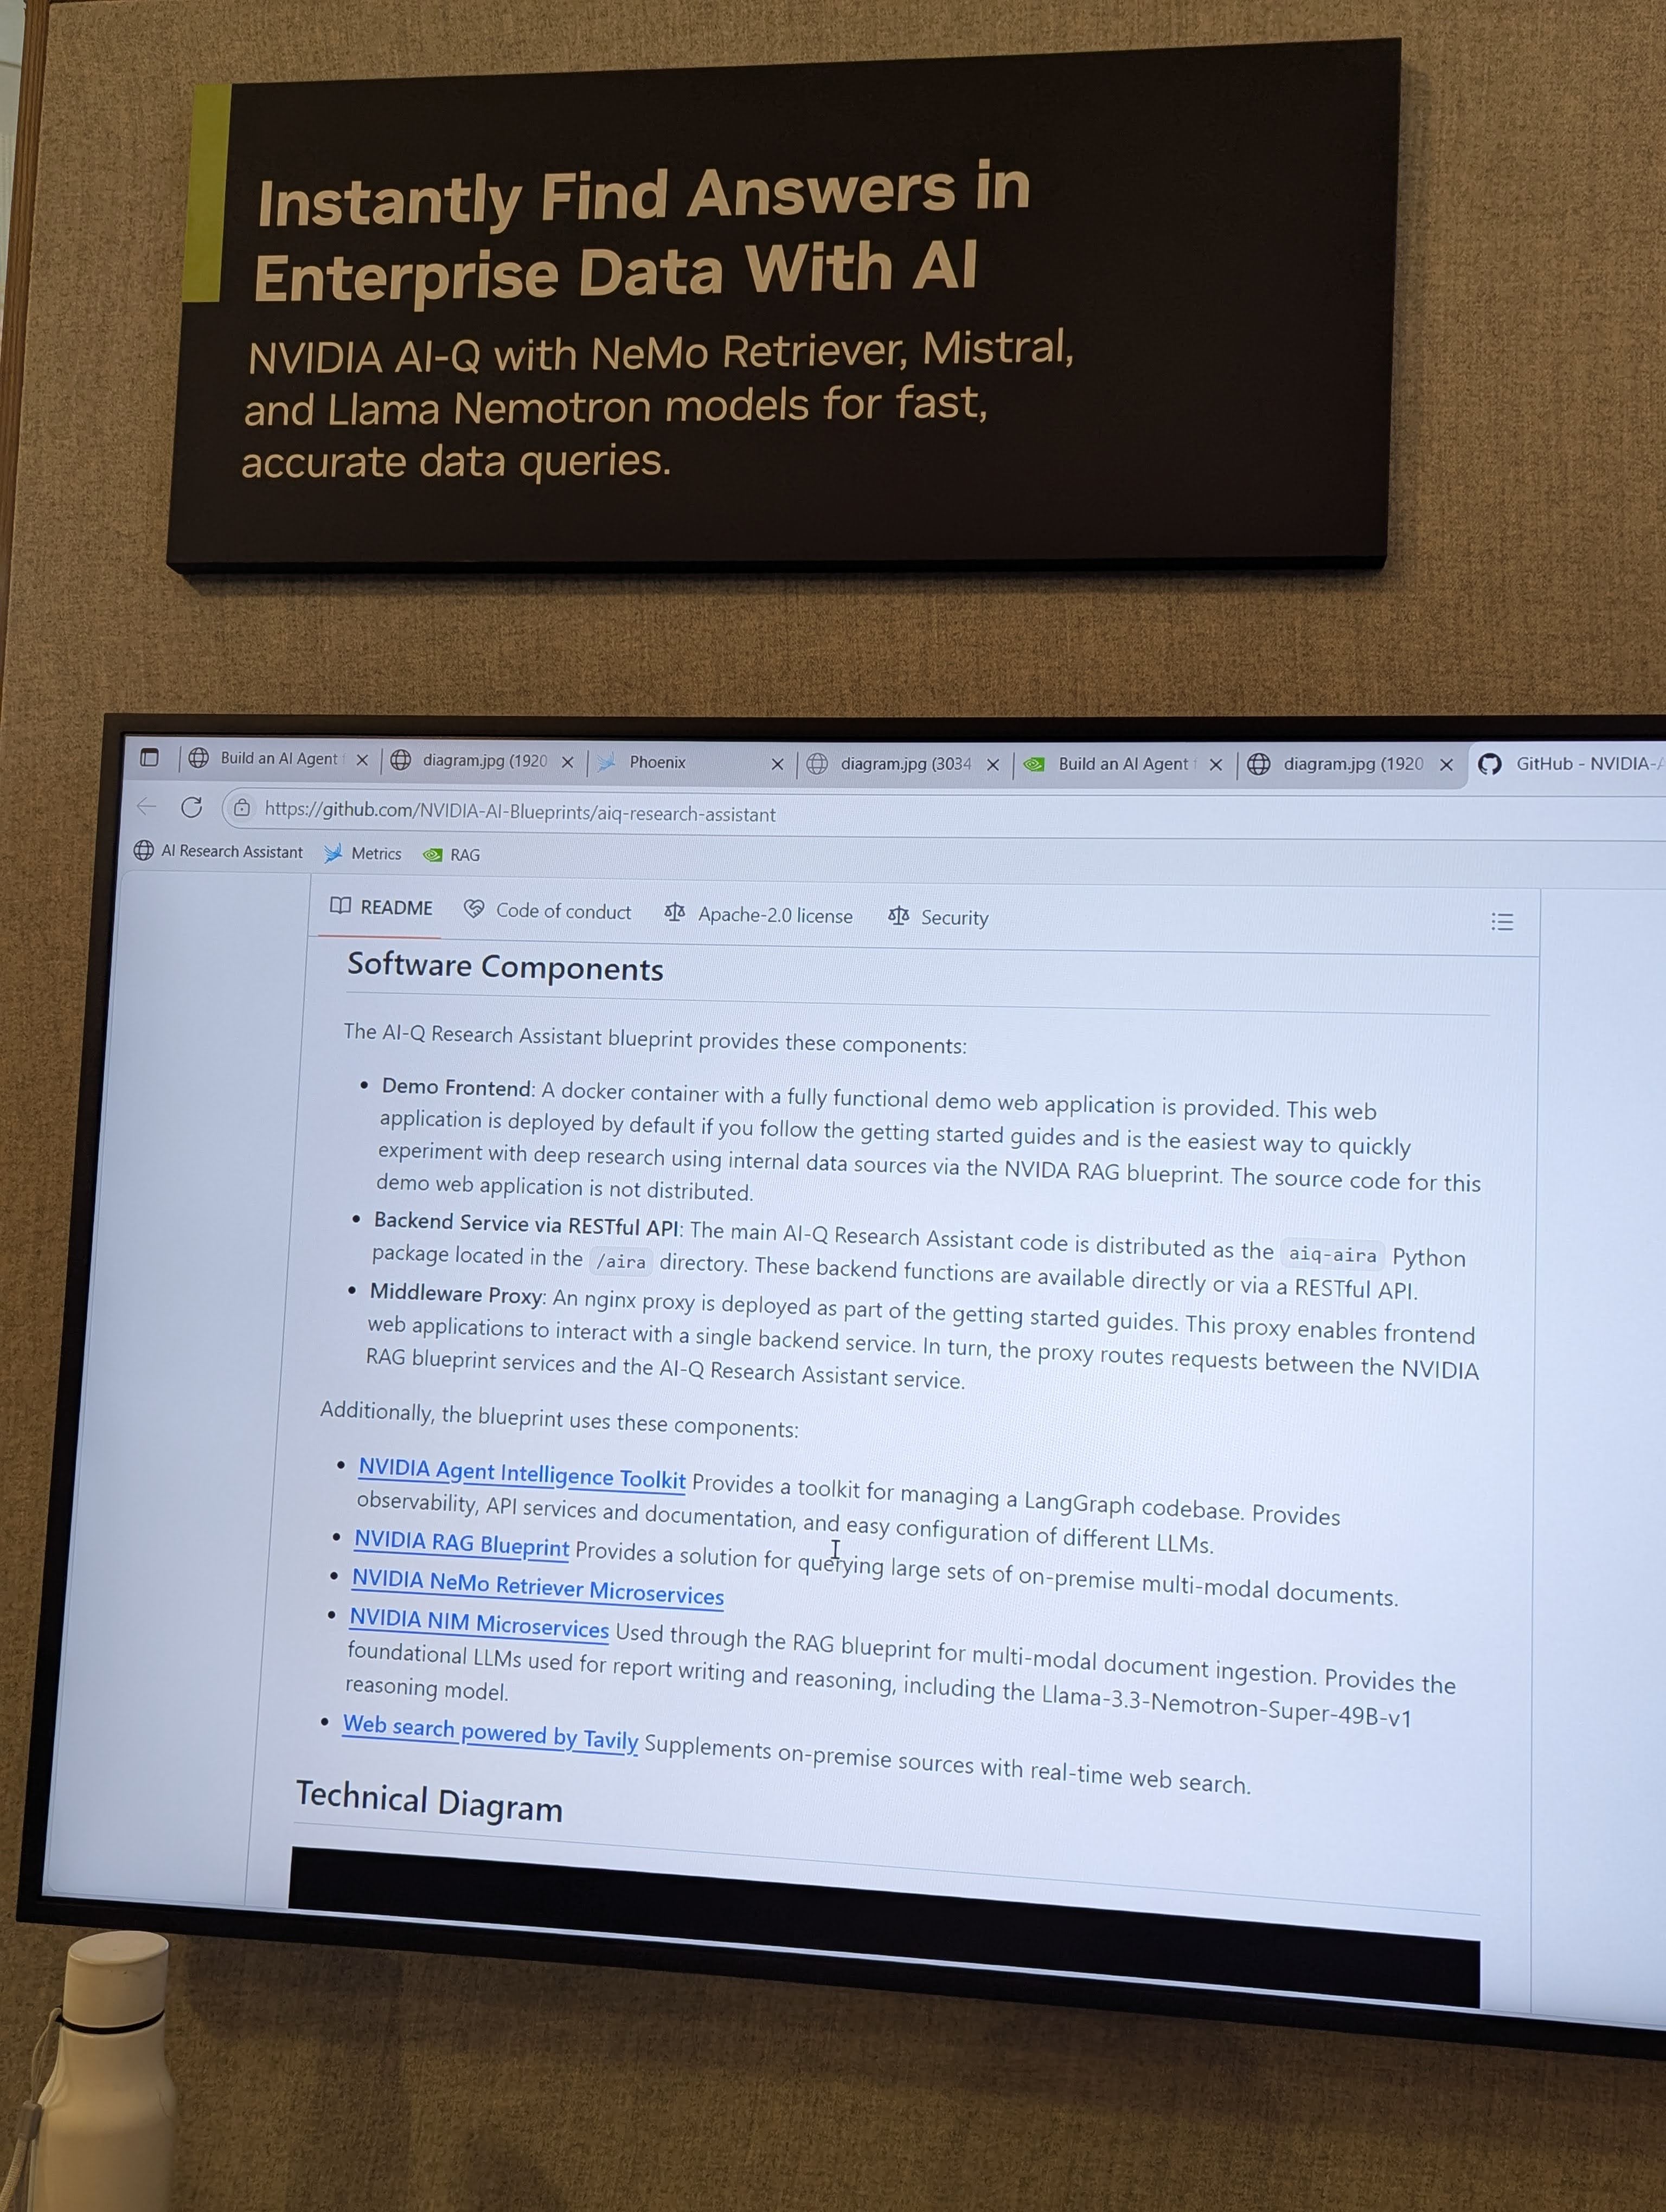 Instantly Find Answers in
Enterprise Data With AI
NVIDIA AI-Q with NeMo Retriever, Mistral,
and Llama Nemotron models for fast,
accurate data queries.
Build an AI Agent
diagram.jpg (1920
Phoenix
diagram.jpg (3034
Build an AI Agent
diagram.jpg (1920
GitHub - NVIDIA-
https://github.com/NVIDIA-AI-Blueprints/aiq-research-assistant
AI Research Assistant
Metrics
RAG
README
Code of conduct
Apache-2.0 license
Security
Software Components
The AI-Q Research Assistant blueprint provides these components:
• Demo Frontend: A docker container with a fully functional demo web application is provided. This web
application is deployed by default if you follow the getting started guides and is the easiest way to quickly
experiment with deep research using internal data sources via the NVIDA RAG blueprint. The source code for this
demo web application is not distributed.
• Backend Service via RESTful API: The main AI-Q Research Assistant code is distributed as the aiq-aira Python
package located in the /aira directory. These backend functions are available directly or via a RESTful API.
• Middleware Proxy: An nginx proxy is deployed as part of the getting started guides. This proxy enables frontend
web applications to interact with a single backend service. In turn, the proxy routes requests between the NVIDIA
RAG blueprint services and the AI-Q Research Assistant service.
Additionally, the blueprint uses these components:
• NVIDIA Agent Intelligence Toolkit Provides a toolkit for managing a LangGraph codebase. Provides
observability, API services and documentation, and easy configuration of different LLMs.
• NVIDIA RAG Blueprint Provides a solution for querying large sets of on-premise multi-modal documents.
• NVIDIA NeMo Retriever Microservices
• NVIDIA NIM Microservices Used through the RAG blueprint for multi-modal document ingestion. Provides the
foundational LLMs used for report writing and reasoning, including the Llama-3.3-Nemotron-Super-49B-v1
reasoning model.
• Web search powered by Tavily Supplements on-premise sources with real-time web search.
Technical Diagram